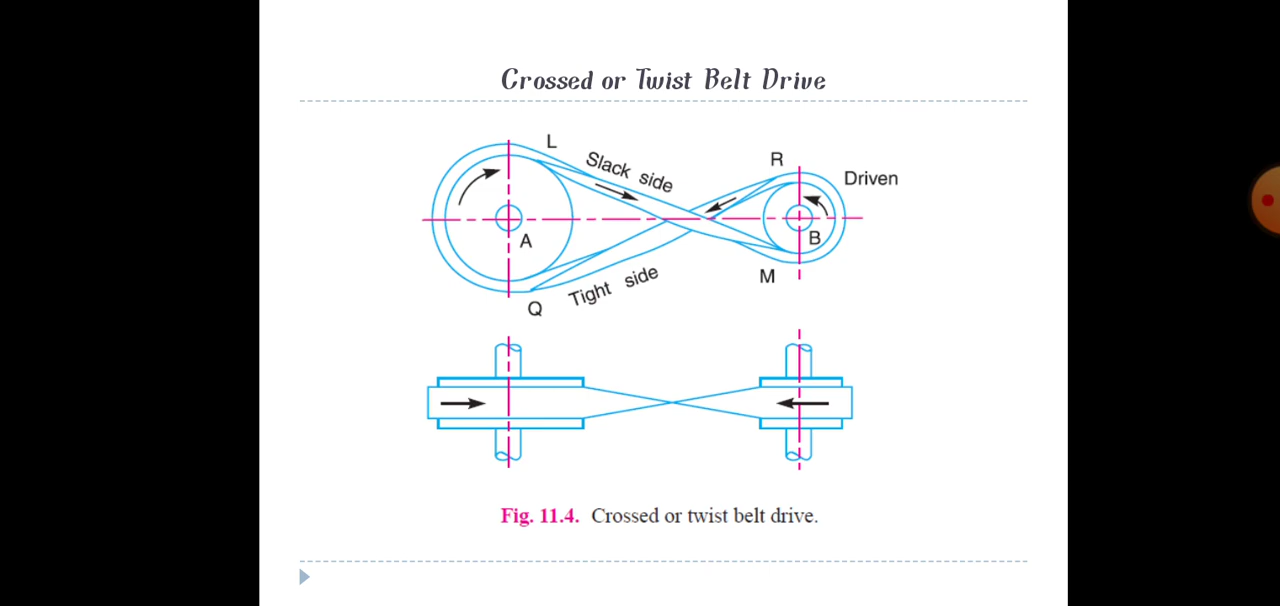 Crossed or Twist Belt Drive
L
Slack side
R
Driven
A
B
M
Tight side
Q
Fig. 11.4. Crossed or twist belt drive.